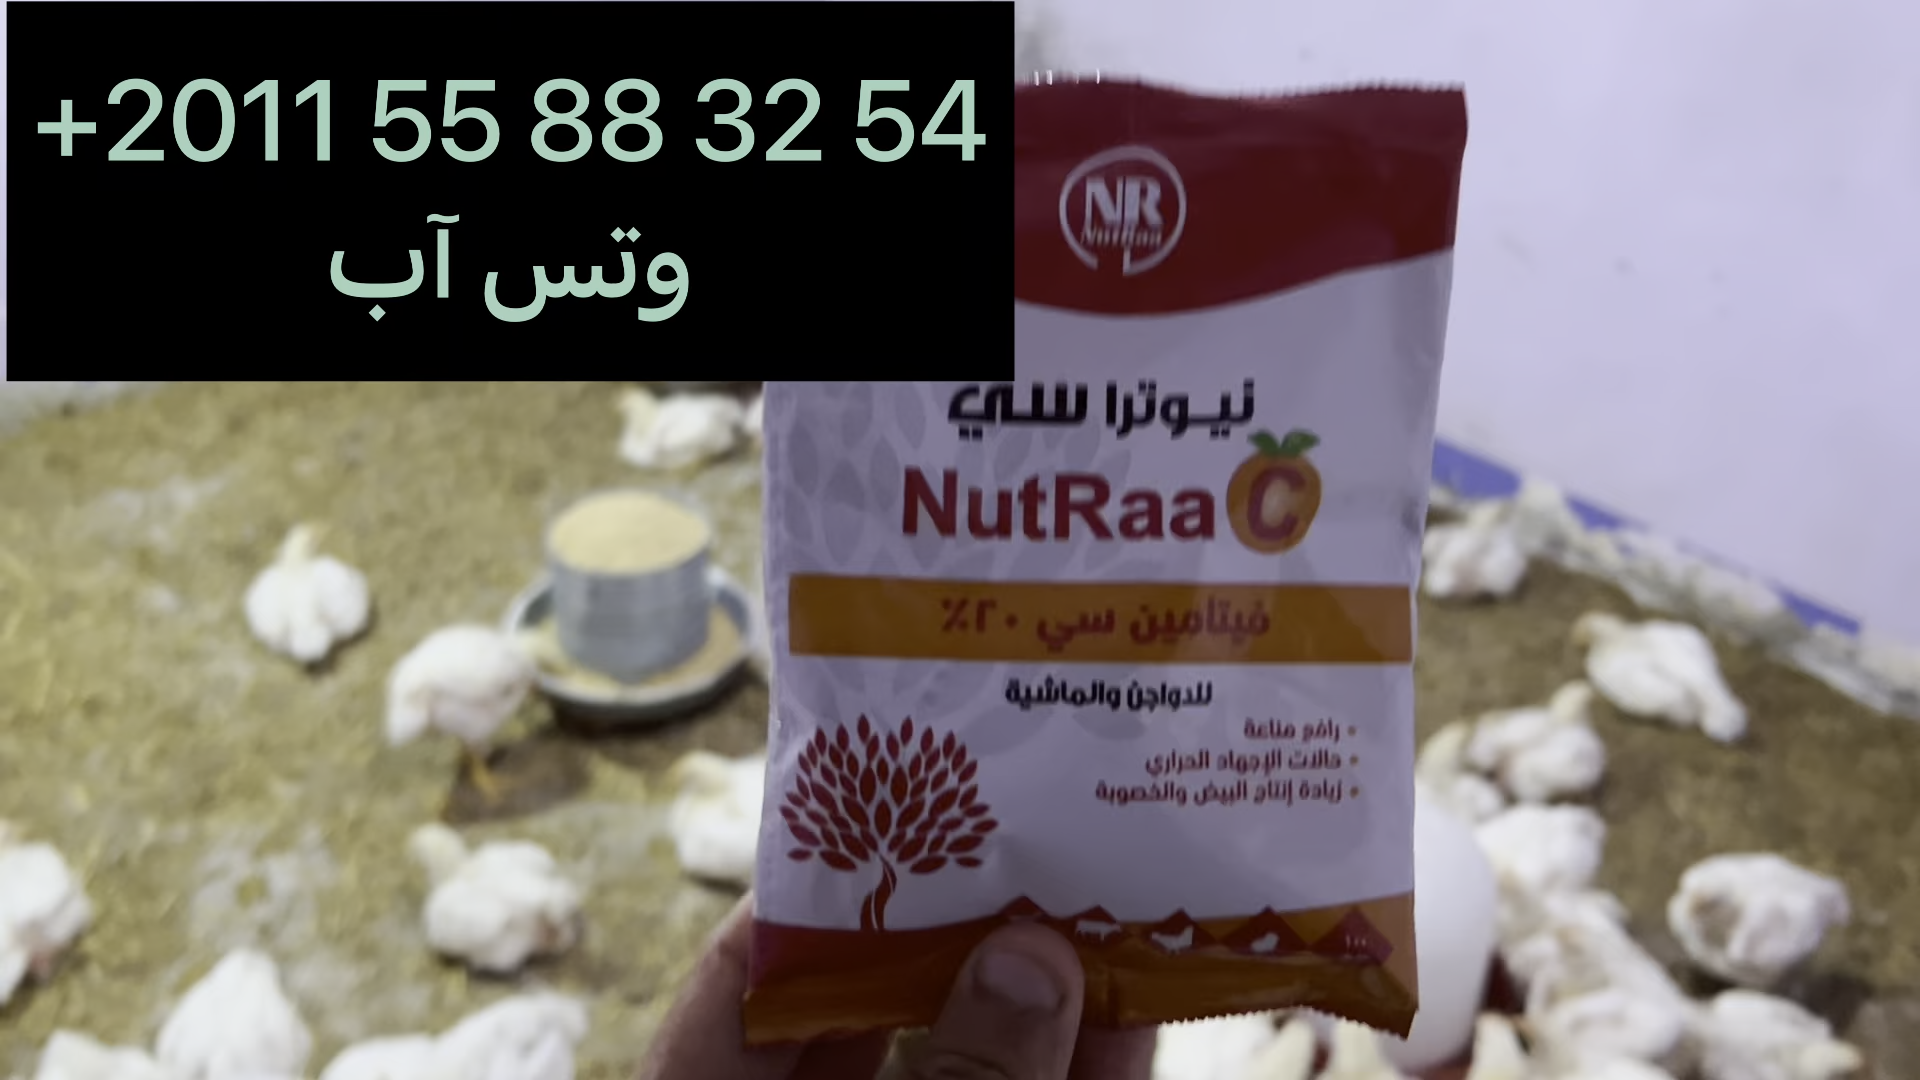 +2011 55 88 32 54
وتس آب
NR
NutRaa
نيوترا سي
NutRaa C
فيتامين سي ٢٠٪
للدواجن والماشية
• رافع مناعة
• حالات الإجهاد الحراري
• زيادة إنتاج البيض والخصوبة